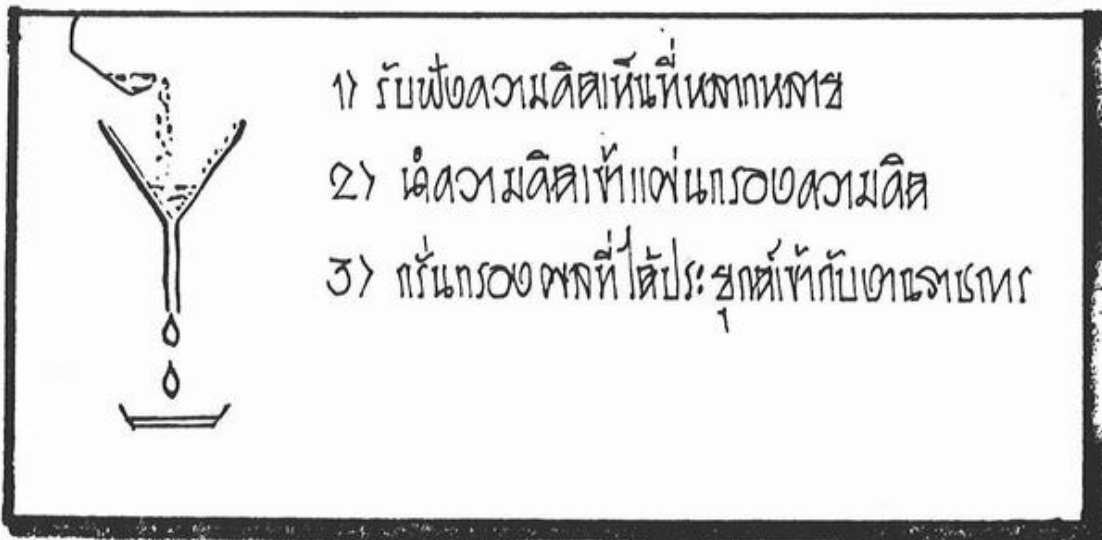 1) รับฟังความคิดเห็นที่หลากหลาย
2) นำความคิดเข้าแผ่นกรองความคิด
3) กรั่นกรองผลที่ได้ประยุกต์เข้ากับงานราชการ